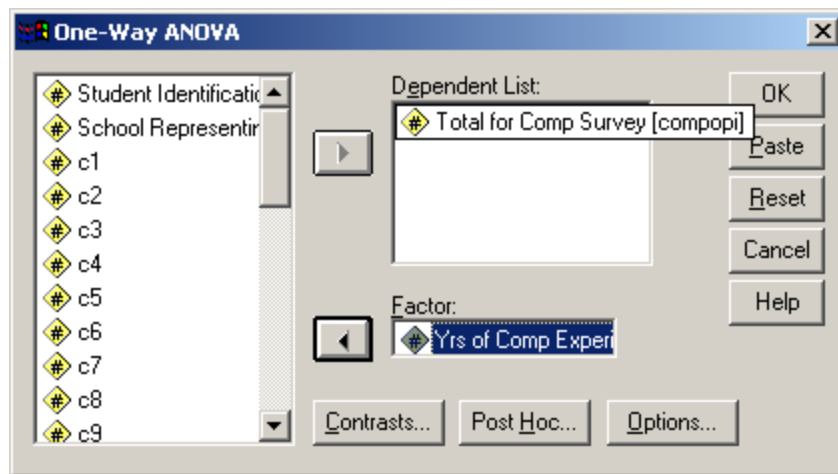 One-Way ANOVA
Student Identificatio
School Representin
c1
c2
c3
c4
c5
c6
c7
c8
c9
Dependent List:
Total for Comp Survey [compopi]
Factor:
Yrs of Comp Experi
Contrasts...
Post Hoc...
Options...
OK
Paste
Reset
Cancel
Help